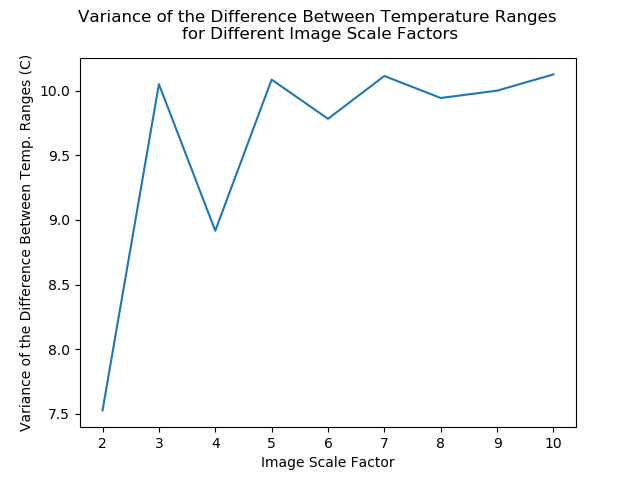 Variance of the Difference Between Temperature Ranges
for Different Image Scale Factors
Variance of the Difference Between Temp. Ranges (C)
10.0
9.5
9.0
8.5
8.0
7.5
2 3 4 5 6 7 8 9 10
Image Scale Factor